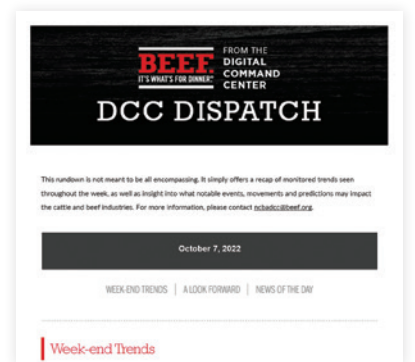 BEEF.
IT'S WHAT'S FOR DINNER.
FROM THE
DIGITAL
COMMAND
CENTER
DCC DISPATCH
This rundown is not meant to be all encompassing. It simply offers a recap of monitored trends seen
throughout the week, as well as insight into what notable events, movements and predictions may impact
the cattle and beef industries. For more information, please contact ncbadcc@beef.org.
October 7, 2022
WEEK-END TRENDS | A LOOK FORWARD | NEWS OF THE DAY
Week-end Trends